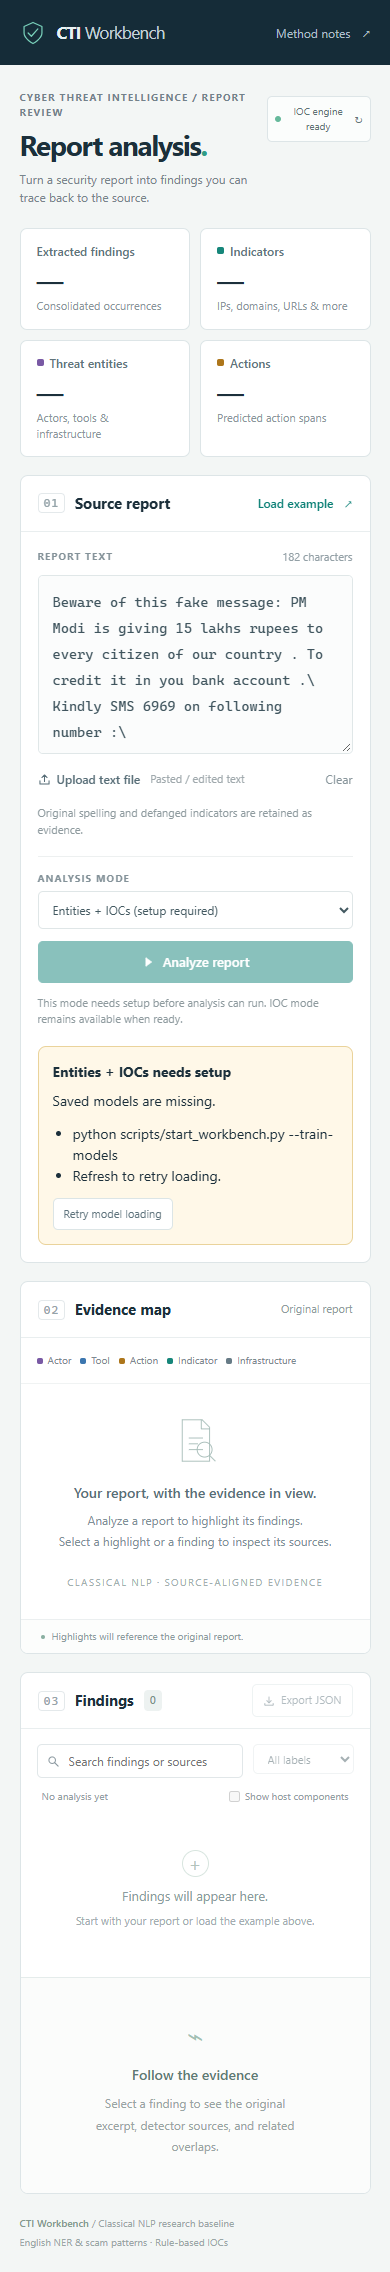 CTI Workbench
Method notes ↗
CYBER THREAT INTELLIGENCE / REPORT
REVIEW
IOC engine
ready ↻
Report analysis.
Turn a security report into findings you can
trace back to the source.
Extracted findings
—
Consolidated occurrences
Indicators
—
IPs, domains, URLs & more
Threat entities
—
Actors, tools &
infrastructure
Actions
—
Predicted action spans
01 Source report
Load example ↗
REPORT TEXT
182 characters
Beware of this fake message: PM
Modi is giving 15 lakhs rupees to
every citizen of our country . To
credit it in you bank account .\
Kindly SMS 6969 on following
number :\
Upload text file Pasted / edited text Clear
Original spelling and defanged indicators are retained as
evidence.
ANALYSIS MODE
Entities + IOCs (setup required)
Analyze report
This mode needs setup before analysis can run. IOC mode
remains available when ready.
Entities + IOCs needs setup
Saved models are missing.
• python scripts/start_workbench.py --train-
models
• Refresh to retry loading.
Retry model loading
02 Evidence map
Original report
Actor Tool Action Indicator Infrastructure
Your report, with the evidence in view.
Analyze a report to highlight its findings.
Select a highlight or a finding to inspect its sources.
CLASSICAL NLP · SOURCE-ALIGNED EVIDENCE
Highlights will reference the original report.
03 Findings 0
Export JSON
Search findings or sources
All labels
No analysis yet
Show host components
+
Findings will appear here.
Start with your report or load the example above.
Follow the evidence
Select a finding to see the original
excerpt, detector sources, and related
overlaps.
CTI Workbench / Classical NLP research baseline
English NER & scam patterns · Rule-based IOCs